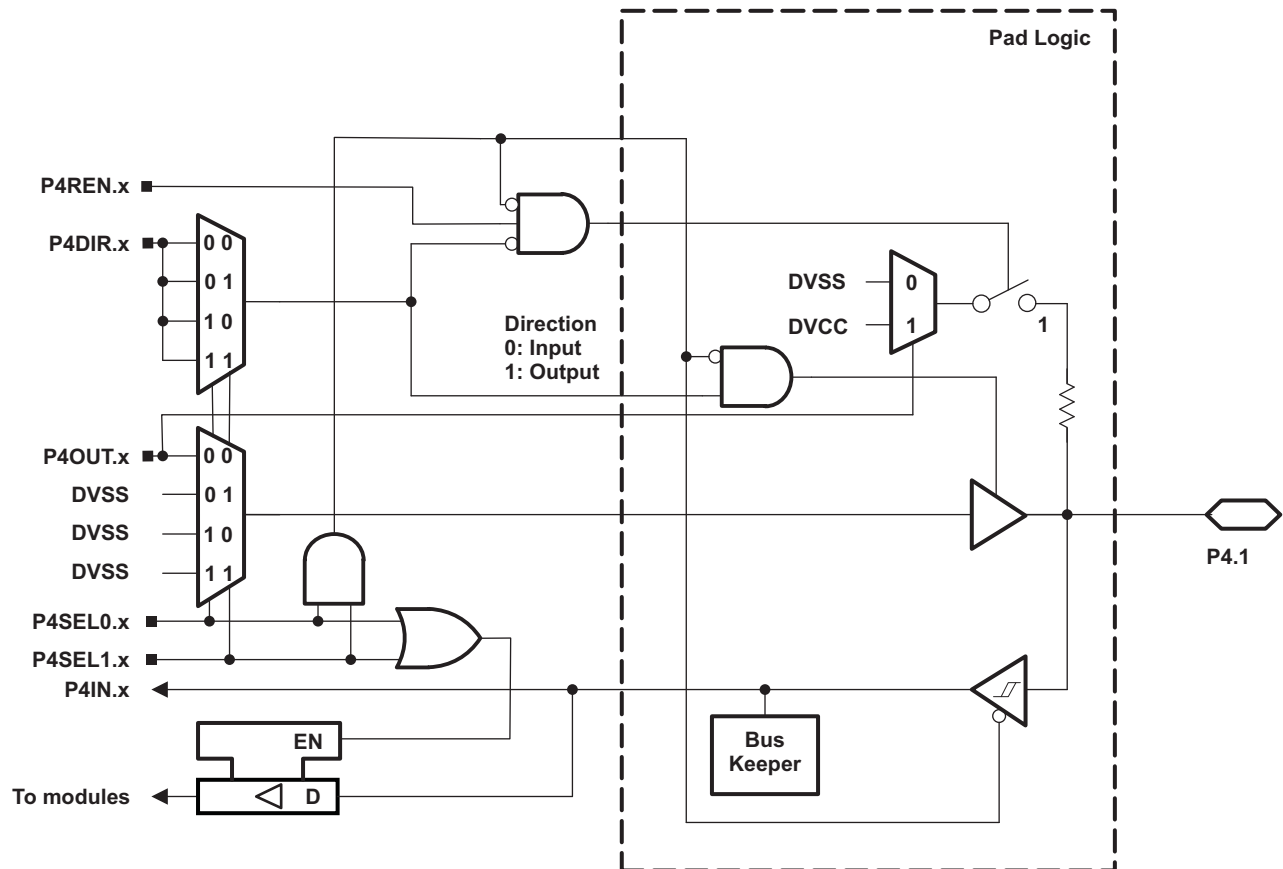 Pad Logic
P4REN.x
P4DIR.x
0 0
0 1
1 0
1 1
DVSS
0
DVCC
1
1
Direction
0: Input
1: Output
P4OUT.x
0 0
DVSS
0 1
DVSS
1 0
DVSS
1 1
P4.1
P4SEL0.x
P4SEL1.x
P4IN.x
EN
Bus
Keeper
To modules
D